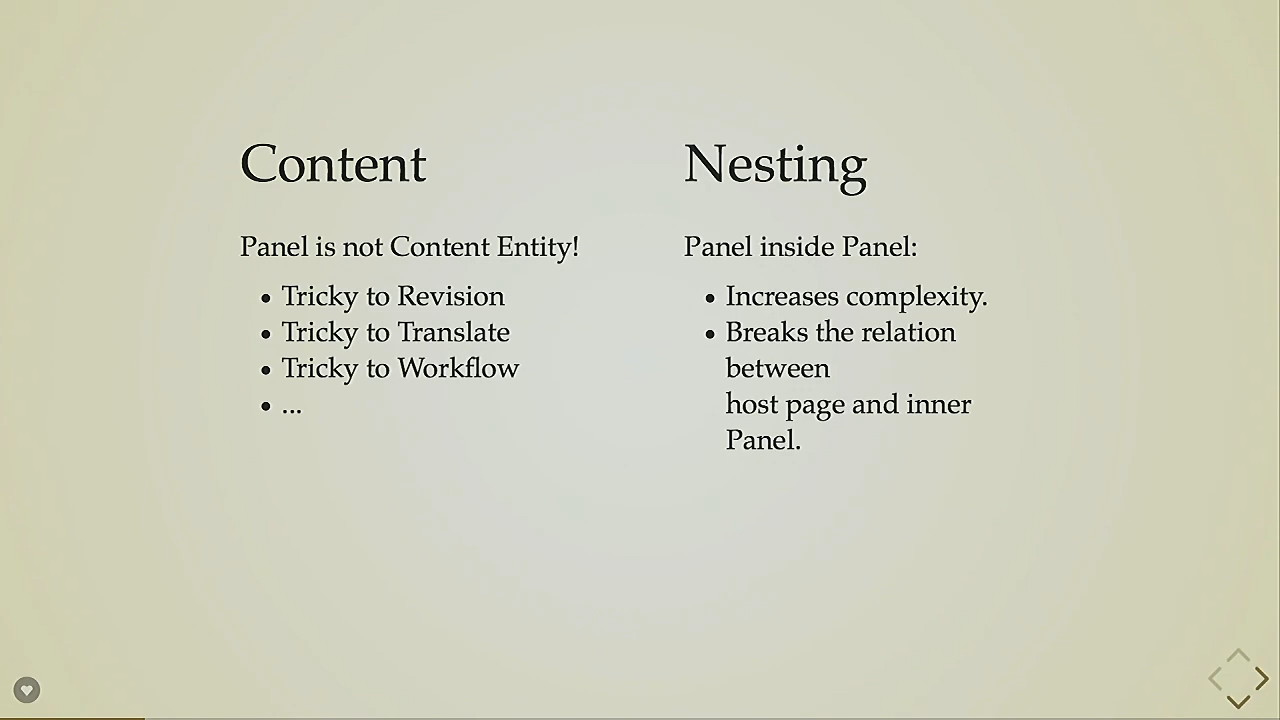 Content
Panel is not Content Entity!
• Tricky to Revision
• Tricky to Translate
• Tricky to Workflow
• ...
Nesting
Panel inside Panel:
• Increases complexity.
• Breaks the relation
between
host page and inner
Panel.